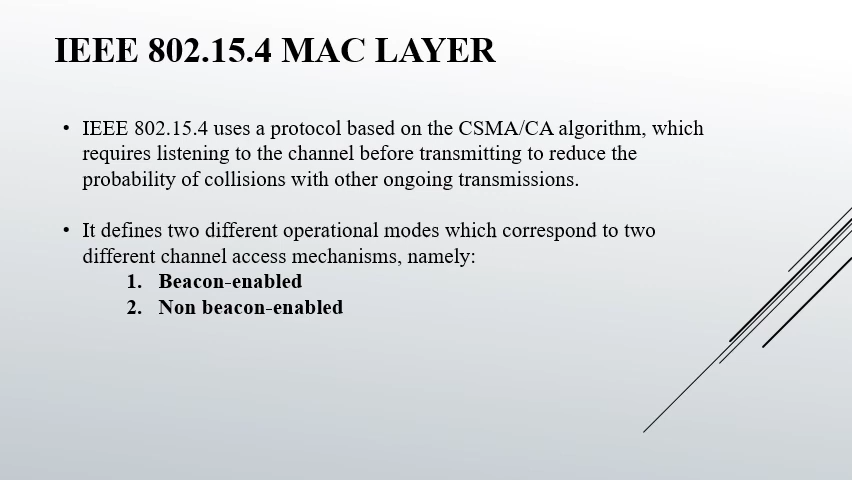 IEEE 802.15.4 MAC LAYER
• IEEE 802.15.4 uses a protocol based on the CSMA/CA algorithm, which
requires listening to the channel before transmitting to reduce the
probability of collisions with other ongoing transmissions.
• It defines two different operational modes which correspond to two
different channel access mechanisms, namely:
1. Beacon-enabled
2. Non beacon-enabled